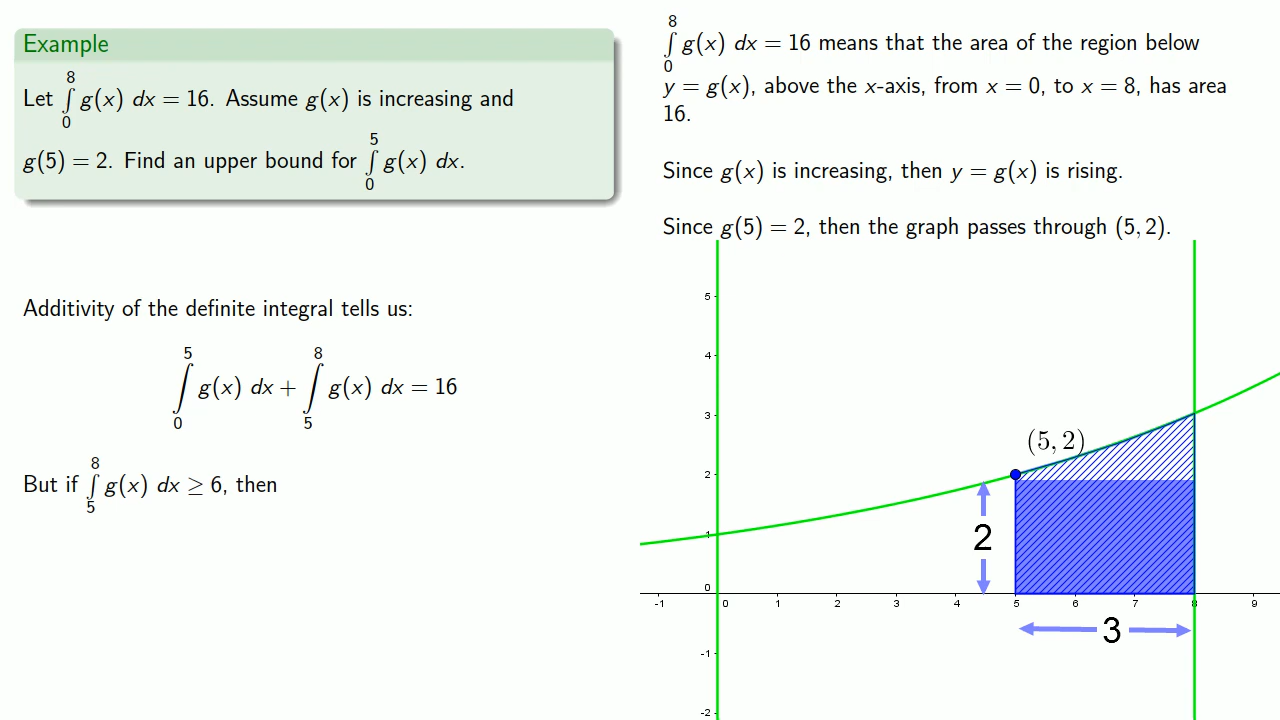 Example
Let ∫₀⁸ g(x) dx = 16. Assume g(x) is increasing and
g(5) = 2. Find an upper bound for ∫₀⁵ g(x) dx.
Additivity of the definite integral tells us:
∫₀⁵ g(x) dx + ∫₅⁸ g(x) dx = 16
But if ∫₅⁸ g(x) dx ≥ 6, then
∫₀⁸ g(x) dx = 16 means that the area of the region below
y = g(x), above the x-axis, from x = 0, to x = 8, has area
16.
Since g(x) is increasing, then y = g(x) is rising.
Since g(5) = 2, then the graph passes through (5, 2).
5
4
3
(5, 2)
2
1
2
0
-1 0 1 2 3 4 5 6 7 8 9
3
-1
-2